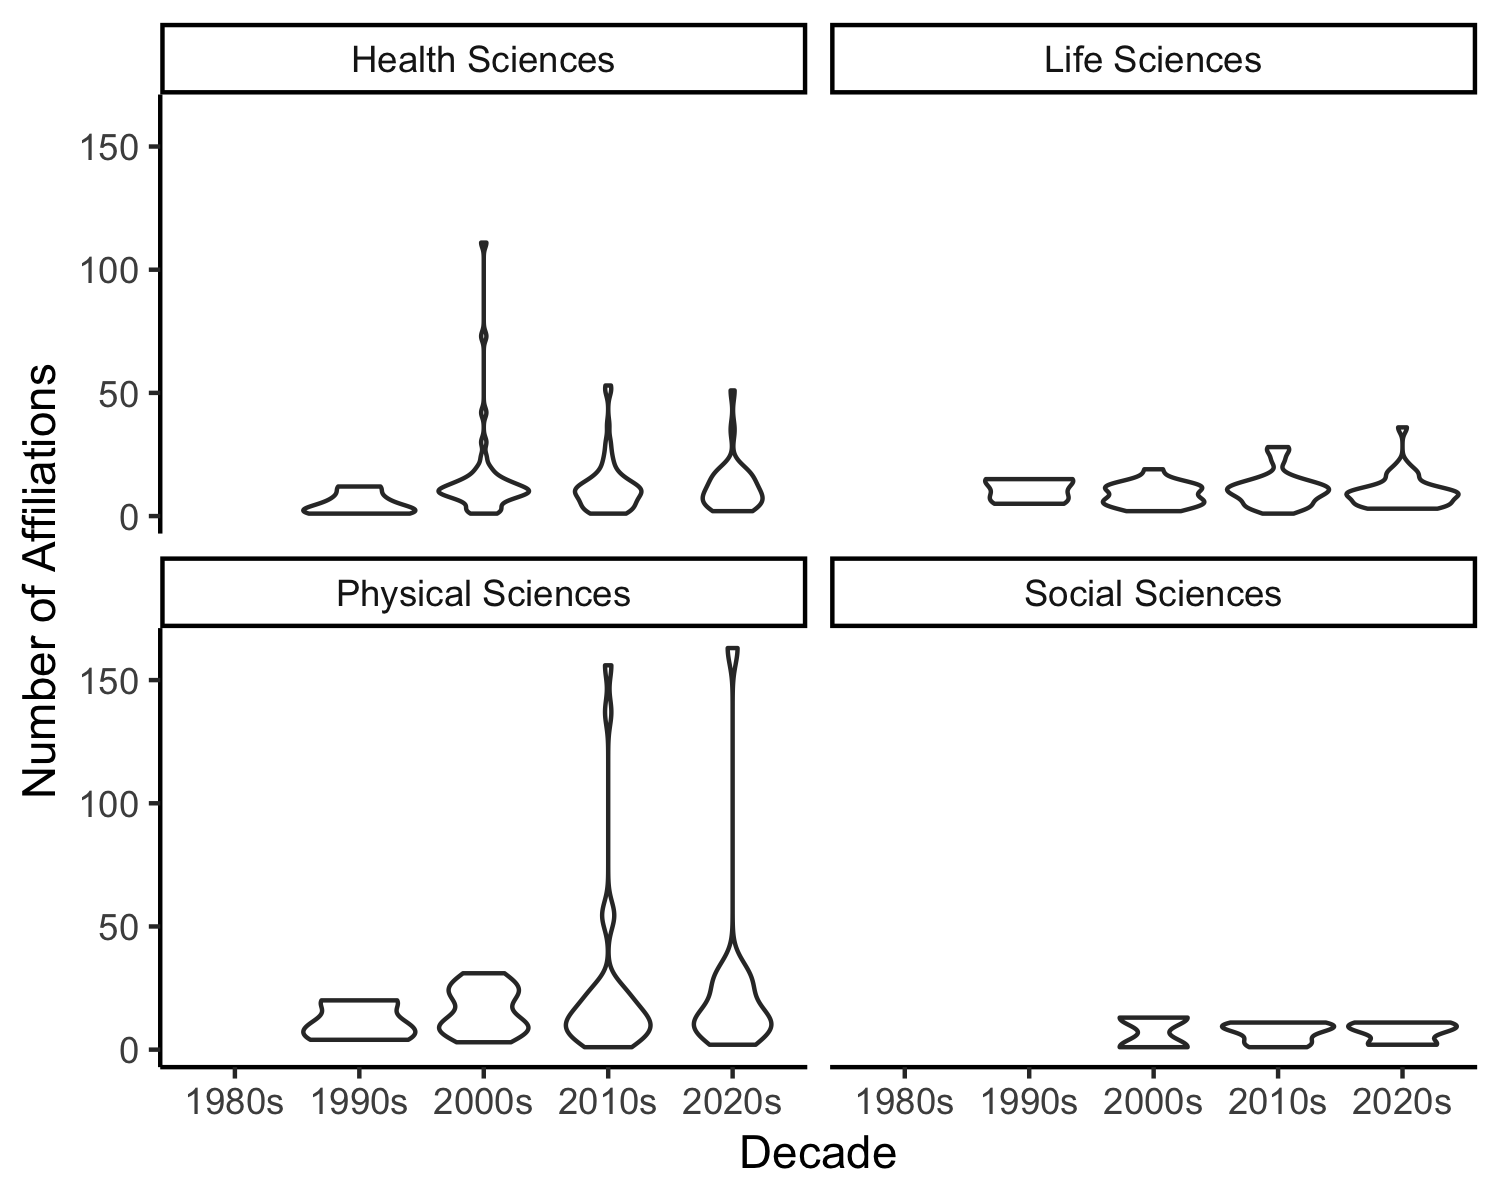 Health Sciences
Life Sciences
150
100
50
0
Number of Affiliations
Physical Sciences
Social Sciences
150
100
50
0
1980s 1990s 2000s 2010s 2020s
1980s 1990s 2000s 2010s 2020s
Decade